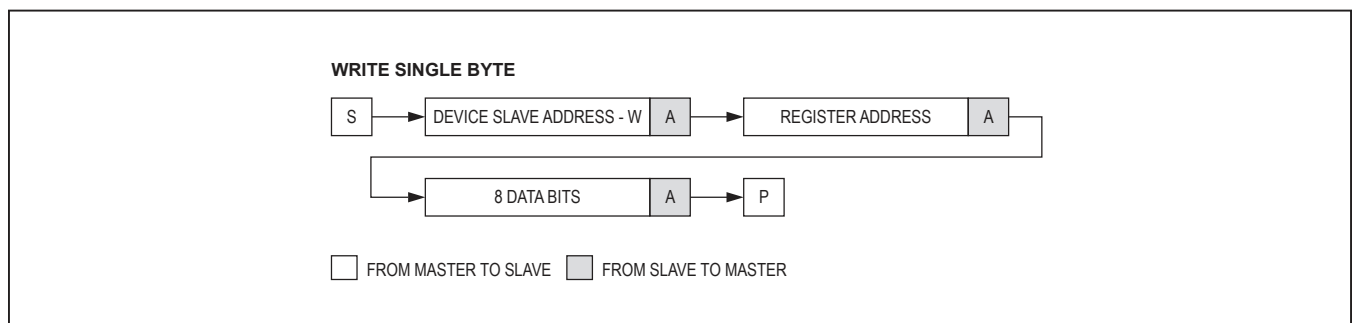 WRITE SINGLE BYTE
S DEVICE SLAVE ADDRESS - W A REGISTER ADDRESS A
8 DATA BITS A P
FROM MASTER TO SLAVE FROM SLAVE TO MASTER